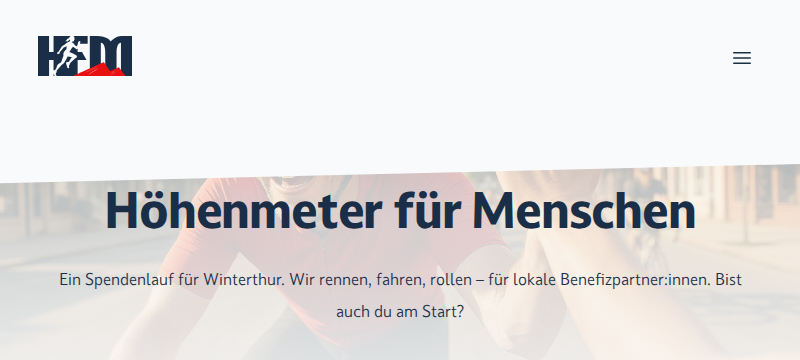 HFM
Höhenmeter für Menschen
Ein Spendenlauf für Winterthur. Wir rennen, fahren, rollen – für lokale Benefizpartner:innen. Bist
auch du am Start?